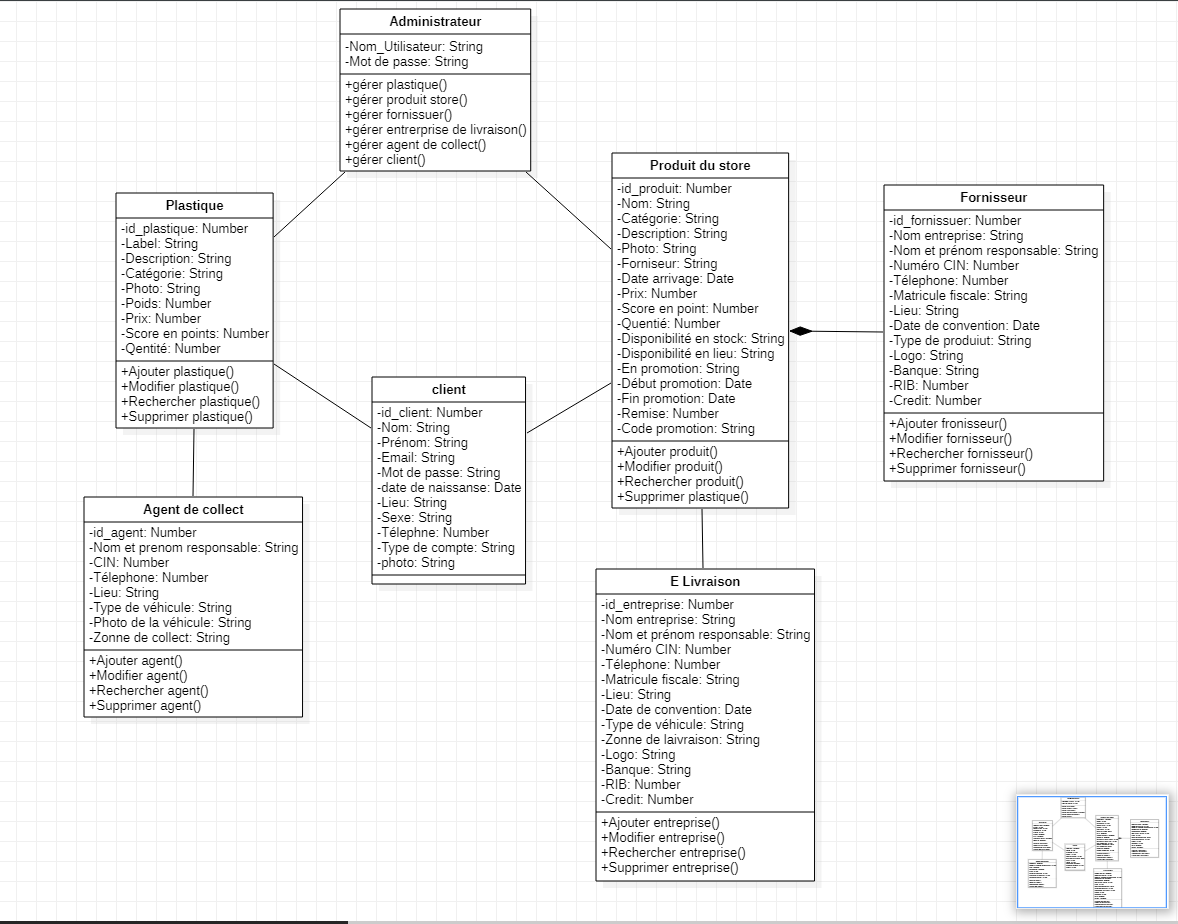 Administrateur
-Nom_Utilisateur: String
-Mot de passe: String
+gérer plastique()
+gérer produit store()
+gérer fornissuer()
+gérer entrerprise de livraison()
+gérer agent de collect()
+gérer client()
Plastique
-id_plastique: Number
-Label: String
-Description: String
-Catégorie: String
-Photo: String
-Poids: Number
-Prix: Number
-Score en points: Number
-Qentité: Number
+Ajouter plastique()
+Modifier plastique()
+Rechercher plastique()
+Supprimer plastique()
Produit du store
-id_produit: Number
-Nom: String
-Catégorie: String
-Description: String
-Photo: String
-Forniseur: String
-Date arrivage: Date
-Prix: Number
-Score en point: Number
-Quentié: Number
-Disponibilité en stock: String
-Disponibilité en lieu: String
-En promotion: String
-Début promotion: Date
-Fin promotion: Date
-Remise: Number
-Code promotion: String
+Ajouter produit()
+Modifier produit()
+Rechercher produit()
+Supprimer plastique()
Fornisseur
-id_fornissuer: Number
-Nom entreprise: String
-Nom et prénom responsable: String
-Numéro CIN: Number
-Télephone: Number
-Matricule fiscale: String
-Lieu: String
-Date de convention: Date
-Type de produiut: String
-Logo: String
-Banque: String
-RIB: Number
-Credit: Number
+Ajouter fronisseur()
+Modifier fornisseur()
+Rechercher fornisseur()
+Supprimer fornisseur()
client
-id_client: Number
-Nom: String
-Prénom: String
-Email: String
-Mot de passe: String
-date de naissanse: Date
-Lieu: String
-Sexe: String
-Télephne: Number
-Type de compte: String
-photo: String
Agent de collect
-id_agent: Number
-Nom et prenom responsable: String
-CIN: Number
-Télephone: Number
-Lieu: String
-Type de véhicule: String
-Photo de la véhicule: String
-Zonne de collect: String
+Ajouter agent()
+Modifier agent()
+Rechercher agent()
+Supprimer agent()
E Livraison
-id_entreprise: Number
-Nom entreprise: String
-Nom et prénom responsable: String
-Numéro CIN: Number
-Télephone: Number
-Matricule fiscale: String
-Lieu: String
-Date de convention: Date
-Type de véhicule: String
-Zonne de laivraison: String
-Logo: String
-Banque: String
-RIB: Number
-Credit: Number
+Ajouter entreprise()
+Modifier entreprise()
+Rechercher entreprise()
+Supprimer entreprise()